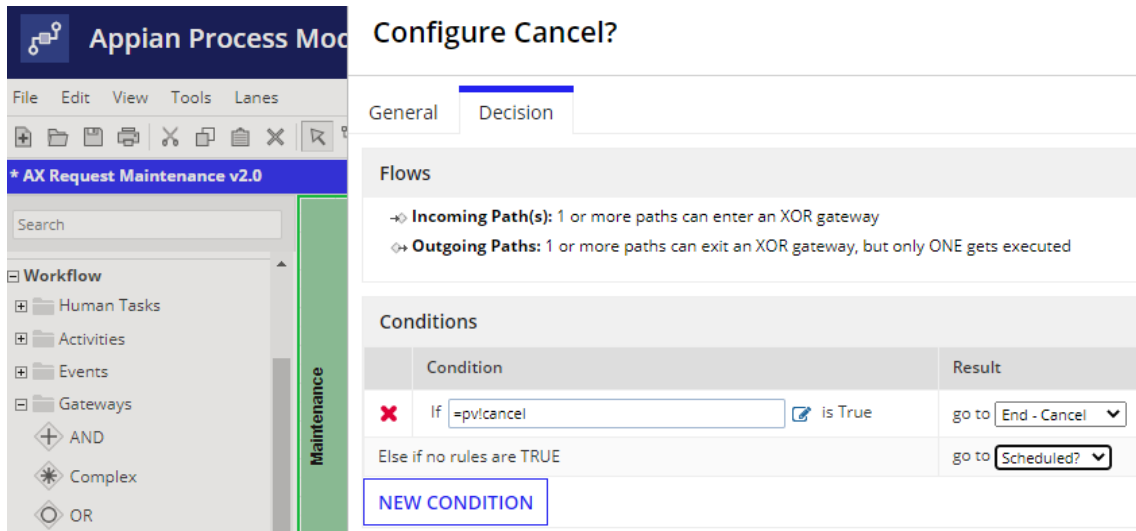 Appian Process Mod
File Edit View Tools Lanes
* AX Request Maintenance v2.0
Search
Workflow
Human Tasks
Activities
Events
Gateways
AND
Complex
OR
Maintenance
Configure Cancel?
General Decision
Flows
Incoming Path(s): 1 or more paths can enter an XOR gateway
Outgoing Paths: 1 or more paths can exit an XOR gateway, but only ONE gets executed
Conditions
Condition Result
If =pv!cancel is True go to End - Cancel
Else if no rules are TRUE go to Scheduled?
NEW CONDITION